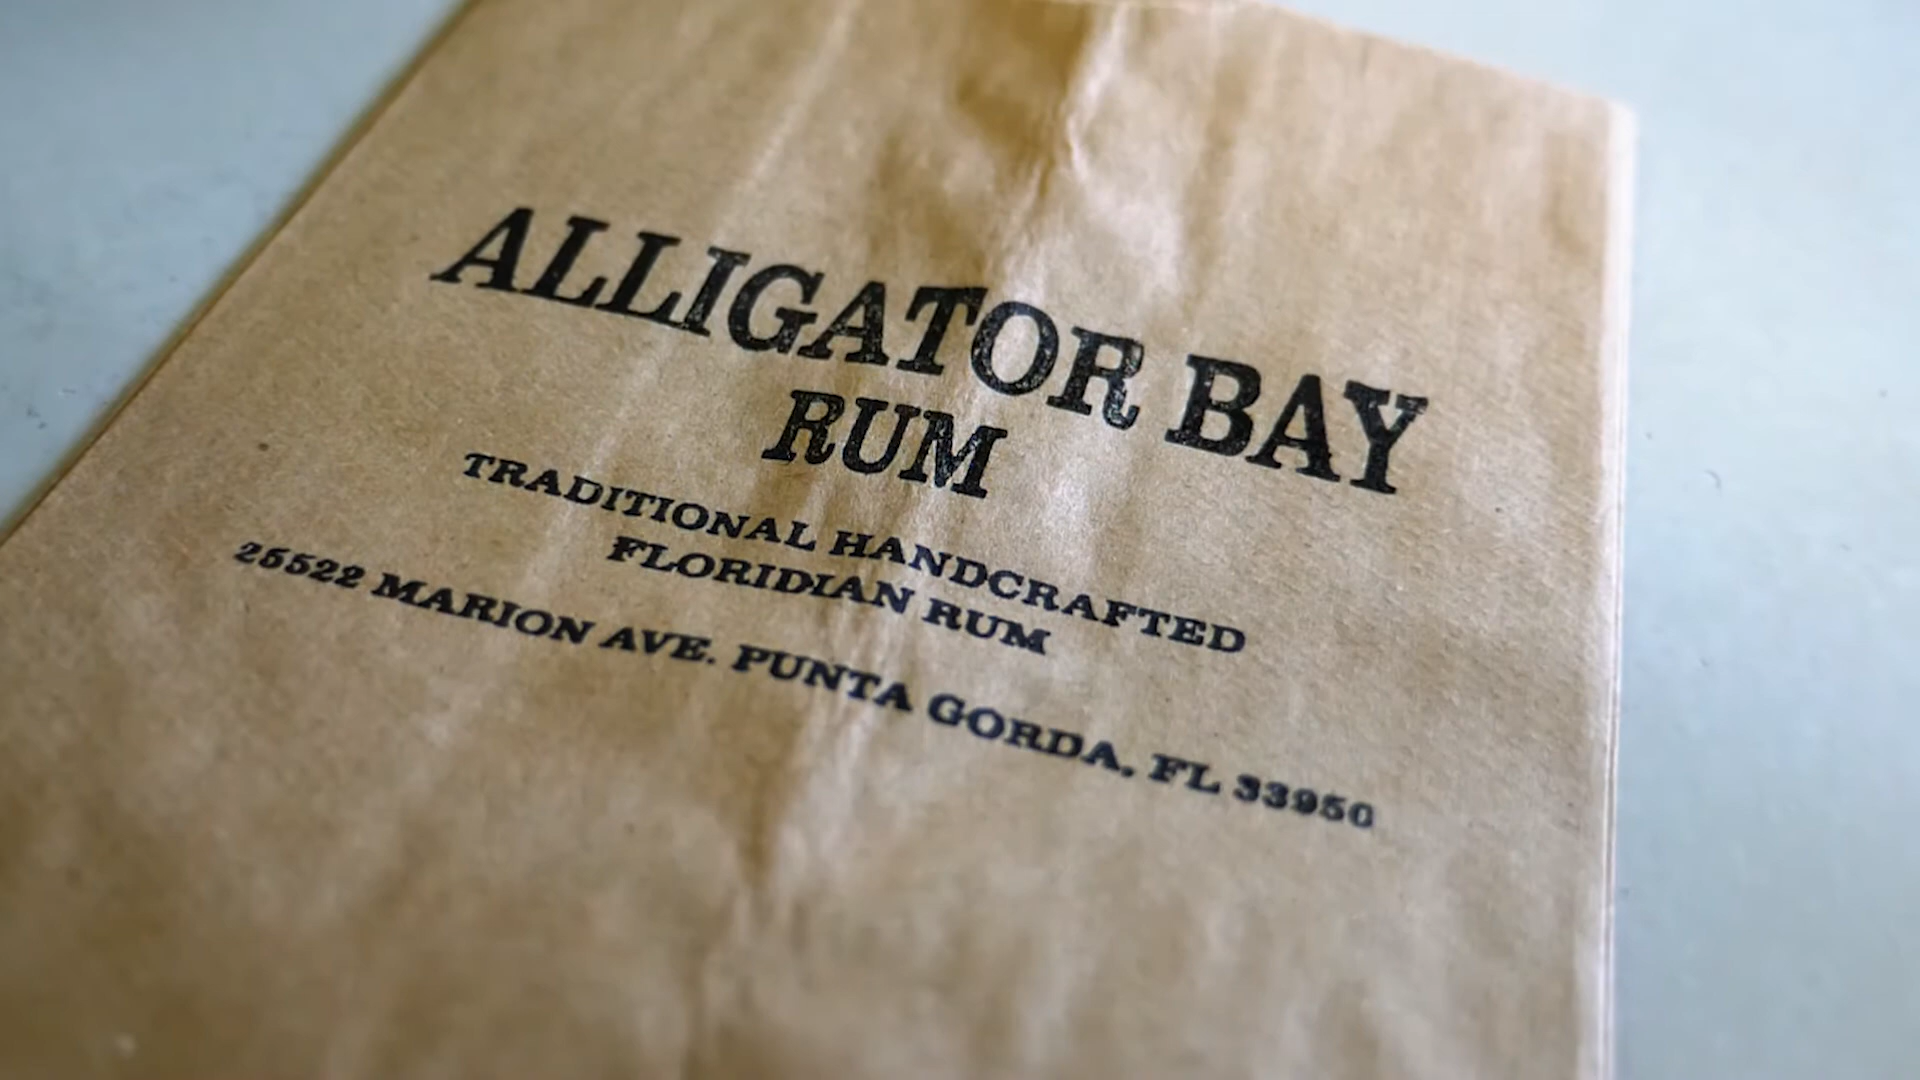 ALLIGATOR BAY
RUM
TRADITIONAL HANDCRAFTED
FLORIDIAN RUM
25522 MARION AVE. PUNTA GORDA, FL 33950